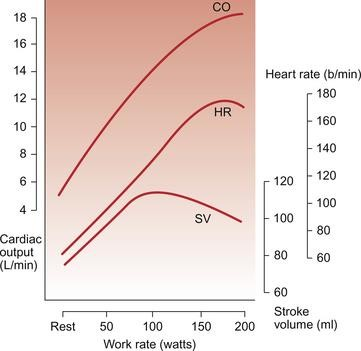 CO
18
16
14
12
10
8
6
4
Cardiac
output
(L/min)
HR
SV
Heart rate (b/min)
180
160
140
120
100
80
60
120
100
80
60
Stroke
volume (ml)
Rest
50
100
150
200
Work rate (watts)